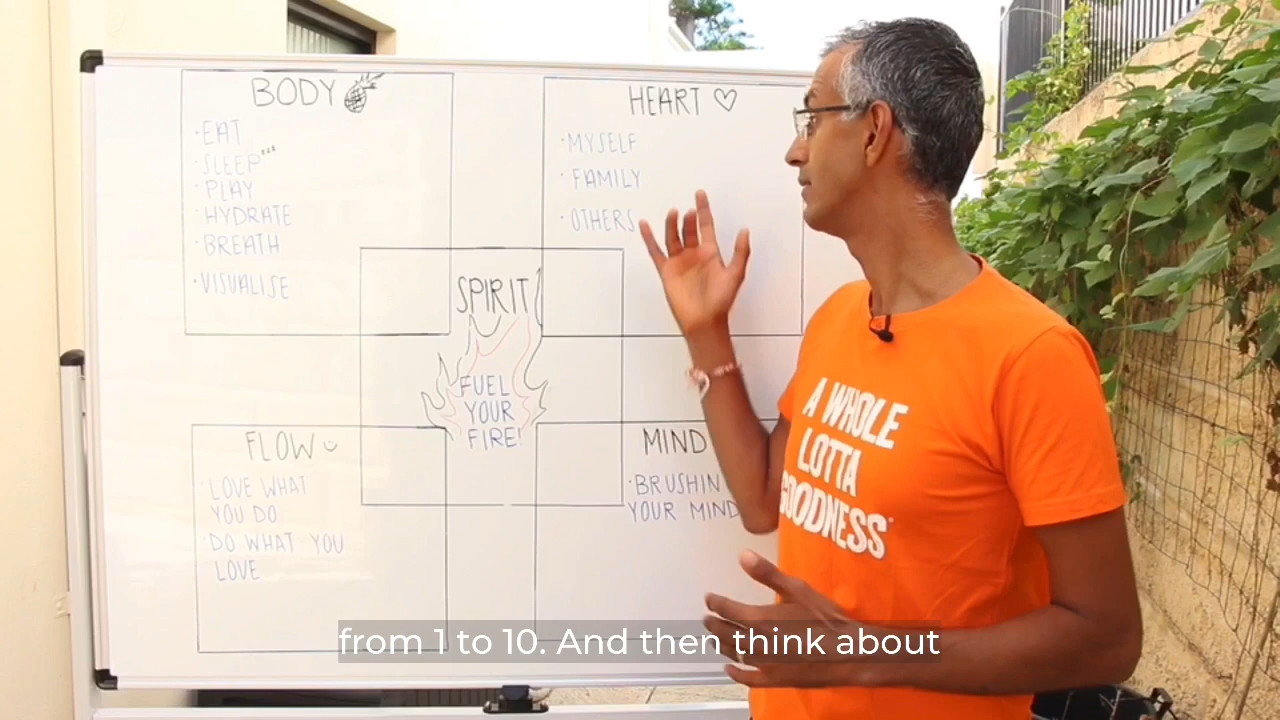 BODY
·EAT
·SLEEP zzz
·PLAY
·HYDRATE
·BREATH
·VISUALISE
HEART
·MYSELF
·FAMILY
·OTHERS
SPIRIT
FUEL
YOUR
FIRE!
FLOW
·LOVE WHAT
YOU DO
·DO WHAT YOU
LOVE
MIND
·BRUSHIN
YOUR MIND
A WHOLE
LOTTA
GOODNESS
from 1 to 10. And then think about